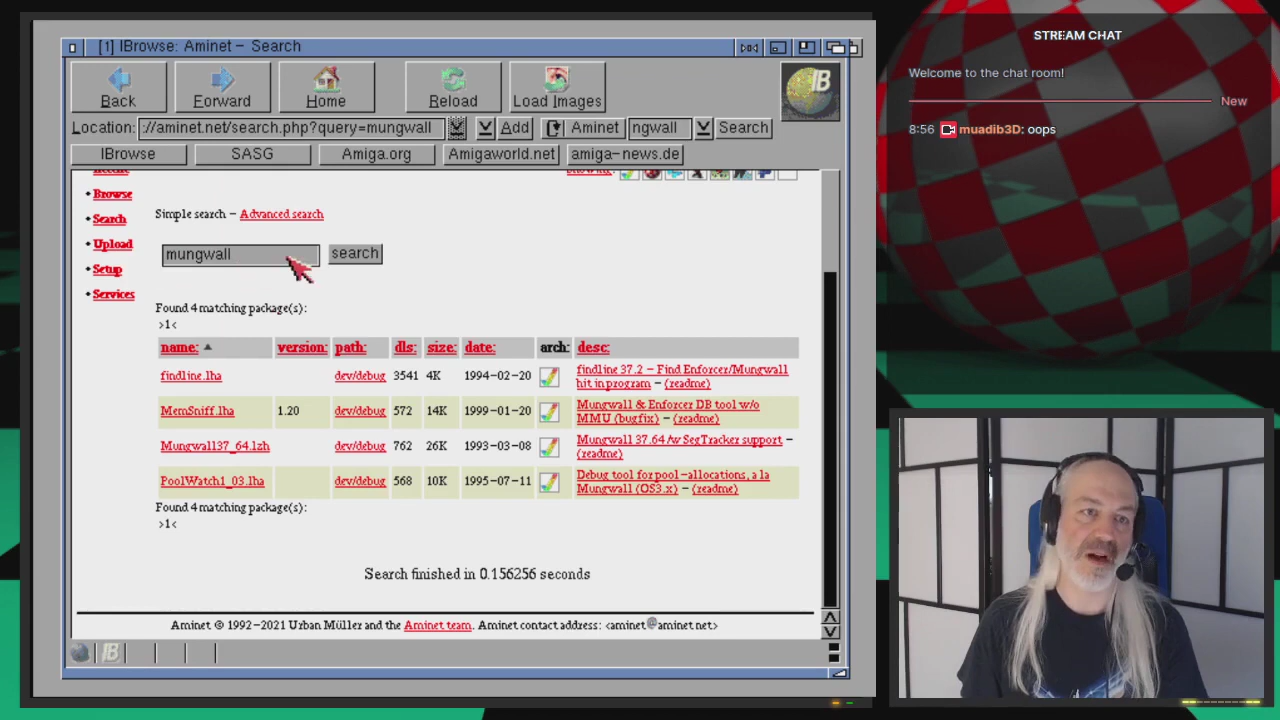 [1] IBrowse: Aminet – Search
Back
Forward
Home
Reload
Load Images
IB
Location: ://aminet.net/search.php?query=mungwall
Add
Aminet
ngwall
Search
IBrowse
SASG
Amiga.org
Amigaworld.net
amiga-news.de
• Browse
• Search
• Upload
• Setup
• Services
Simple search – Advanced search
mungwall
search
Found 4 matching package(s):
>1<
name: version: path: dls: size: date: arch: desc:
findline.lha dev/debug 3541 4K 1994-02-20 findline 37.2 – Find Enforcer/Mungwall
hit in program – (readme)
MemSniff.lha 1.20 dev/debug 572 14K 1999-01-20 Mungwall & Enforcer DB tool w/o
MMU (bugfix) – (readme)
Mungwall37_64.lzh dev/debug 762 26K 1993-03-08 Mungwall 37.64 /w SegTracker support –
(readme)
PoolWatch1_03.lha dev/debug 568 10K 1995-07-11 Debug tool for pool-allocations, a la
Mungwall (OS3.x) – (readme)
Found 4 matching package(s):
>1<
Search finished in 0.156256 seconds
Aminet © 1992-2021 Urban Müller and the Aminet team. Aminet contact address: <aminet@aminet.net>
IB
STREAM CHAT
Welcome to the chat room!
New
8:56 muadib3D: oops